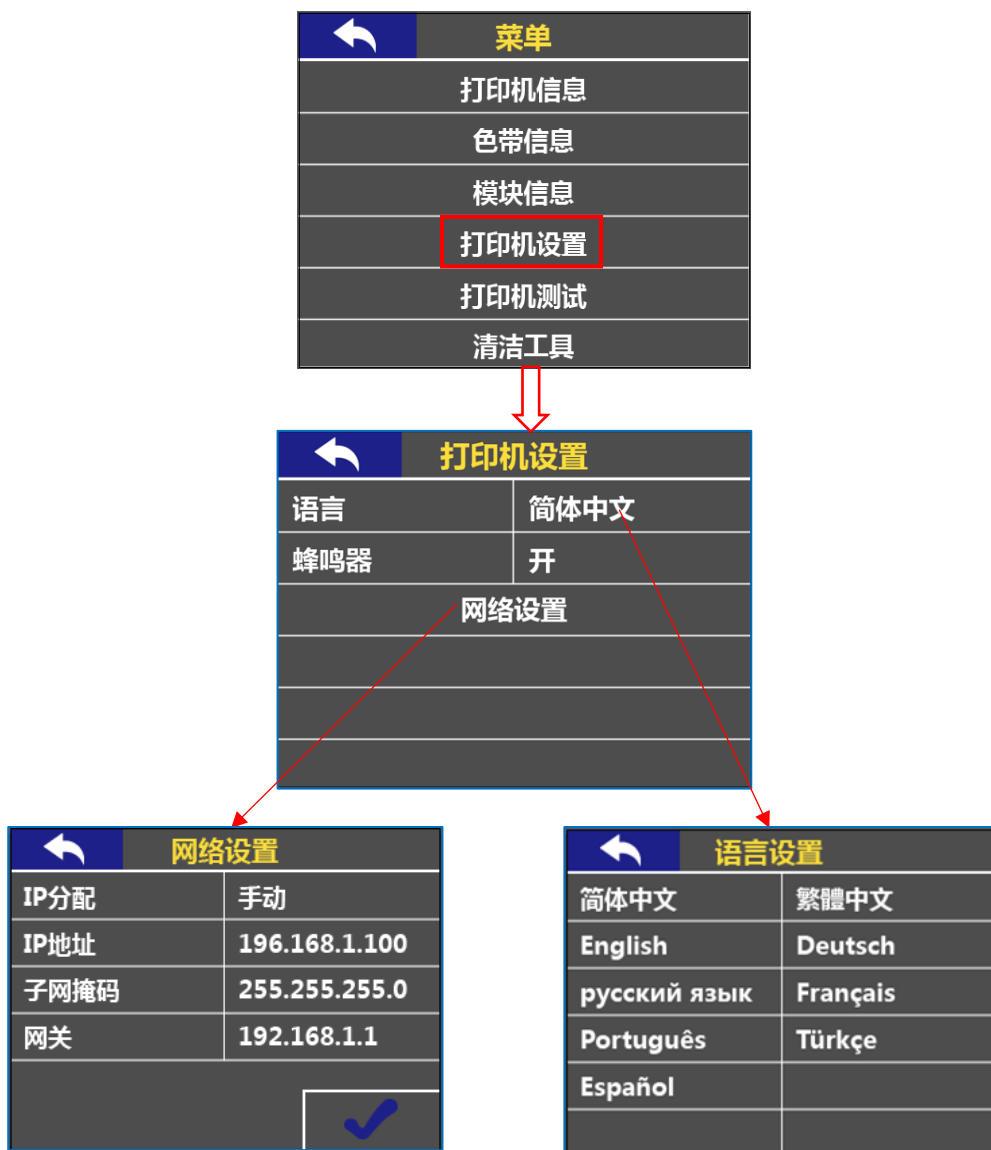 菜单
打印机信息
色带信息
模块信息
打印机设置
打印机测试
清洁工具
打印机设置
语言 简体中文
蜂鸣器 开
网络设置
网络设置
IP分配 手动
IP地址 196.168.1.100
子网掩码 255.255.255.0
网关 192.168.1.1
语言设置
简体中文 繁體中文
English Deutsch
русский язык Français
Português Türkçe
Español